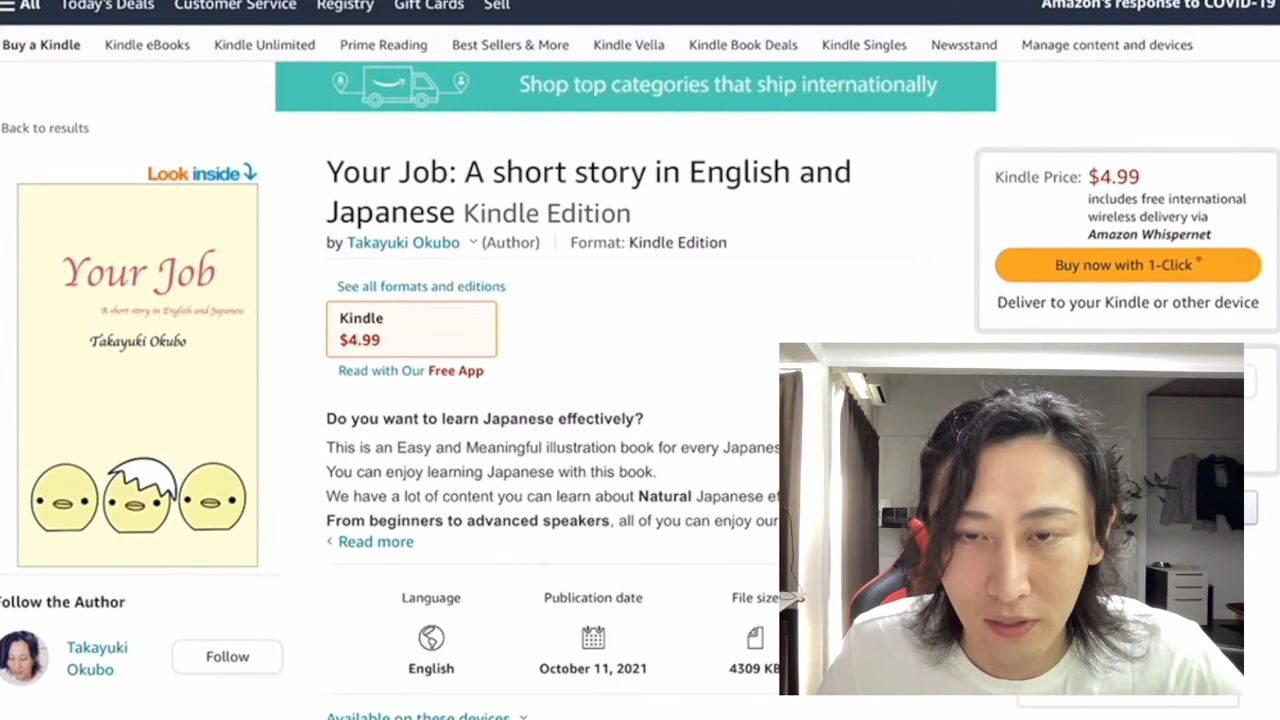 All Today's Deals Customer Service Registry Gift Cards Sell Amazon's response to COVID-19
Buy a Kindle Kindle eBooks Kindle Unlimited Prime Reading Best Sellers & More Kindle Vella Kindle Book Deals Kindle Singles Newsstand Manage content and devices
Shop top categories that ship internationally
Back to results
Look inside
Your Job
A short story in English and Japanese
Takayuki Okubo
Follow the Author
Takayuki
Okubo
Follow
Your Job: A short story in English and
Japanese Kindle Edition
by Takayuki Okubo (Author) Format: Kindle Edition
See all formats and editions
Kindle
$4.99
Read with Our Free App
Do you want to learn Japanese effectively?
This is an Easy and Meaningful illustration book for every Japanes
You can enjoy learning Japanese with this book.
We have a lot of content you can learn about Natural Japanese ef
From beginners to advanced speakers, all of you can enjoy our
Read more
Language
English
Publication date
October 11, 2021
File size
4309 KB
Available on these devices
Kindle Price: $4.99
includes free international
wireless delivery via
Amazon Whispernet
Buy now with 1-Click ®
Deliver to your Kindle or other device